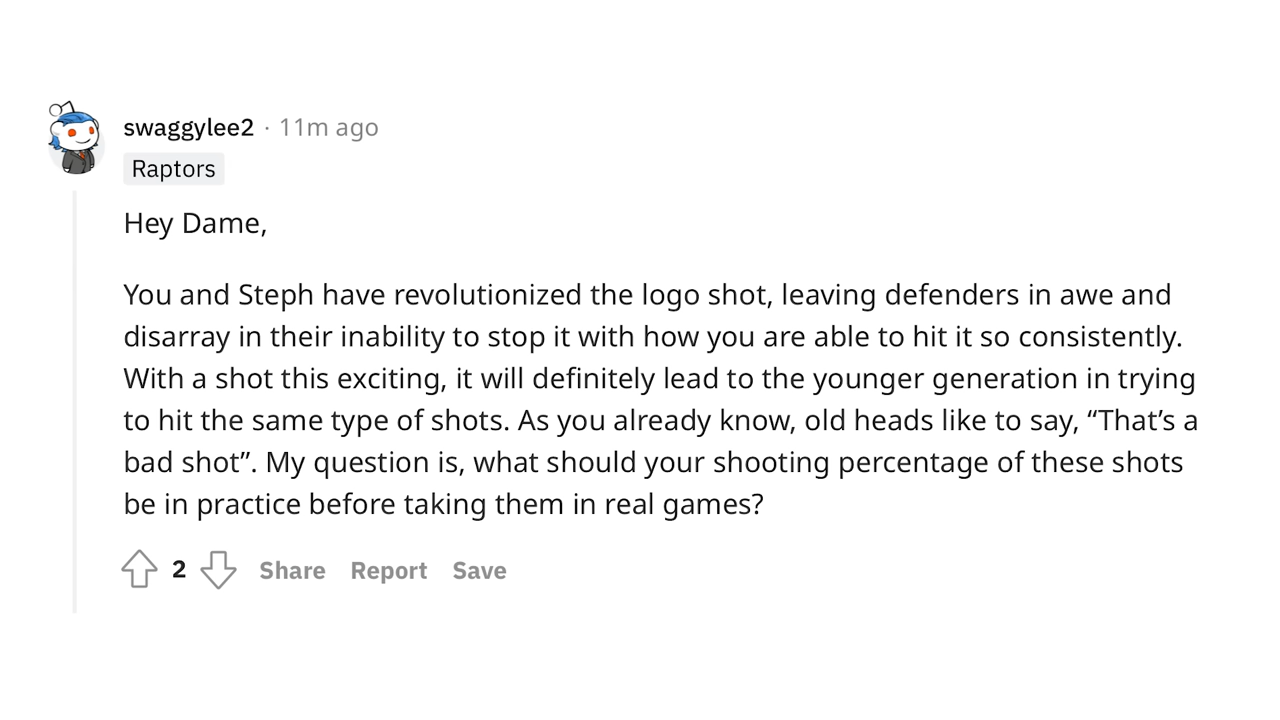 swaggylee2 · 11m ago
Raptors
Hey Dame,
You and Steph have revolutionized the logo shot, leaving defenders in awe and
disarray in their inability to stop it with how you are able to hit it so consistently.
With a shot this exciting, it will definitely lead to the younger generation in trying
to hit the same type of shots. As you already know, old heads like to say, “That’s a
bad shot”. My question is, what should your shooting percentage of these shots
be in practice before taking them in real games?
2 Share Report Save